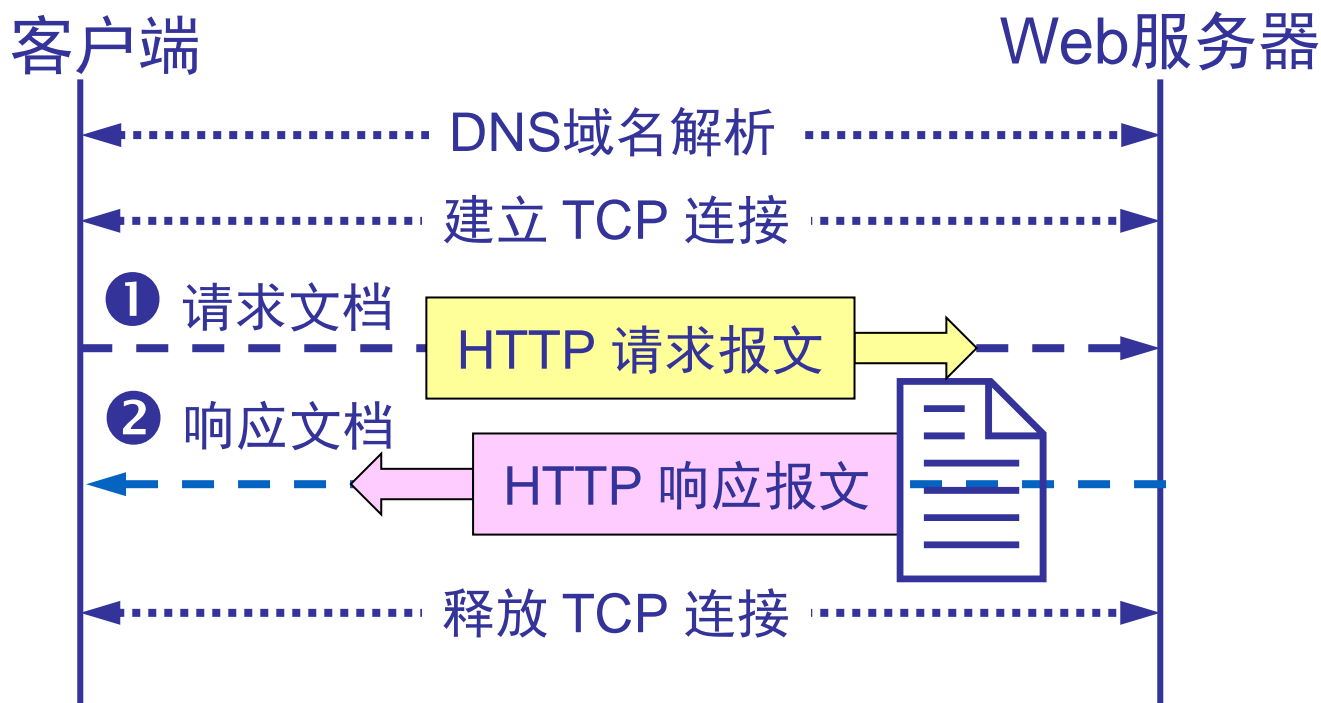 客户端
Web服务器
DNS域名解析
建立 TCP 连接
❶ 请求文档
HTTP 请求报文
❷ 响应文档
HTTP 响应报文
释放 TCP 连接